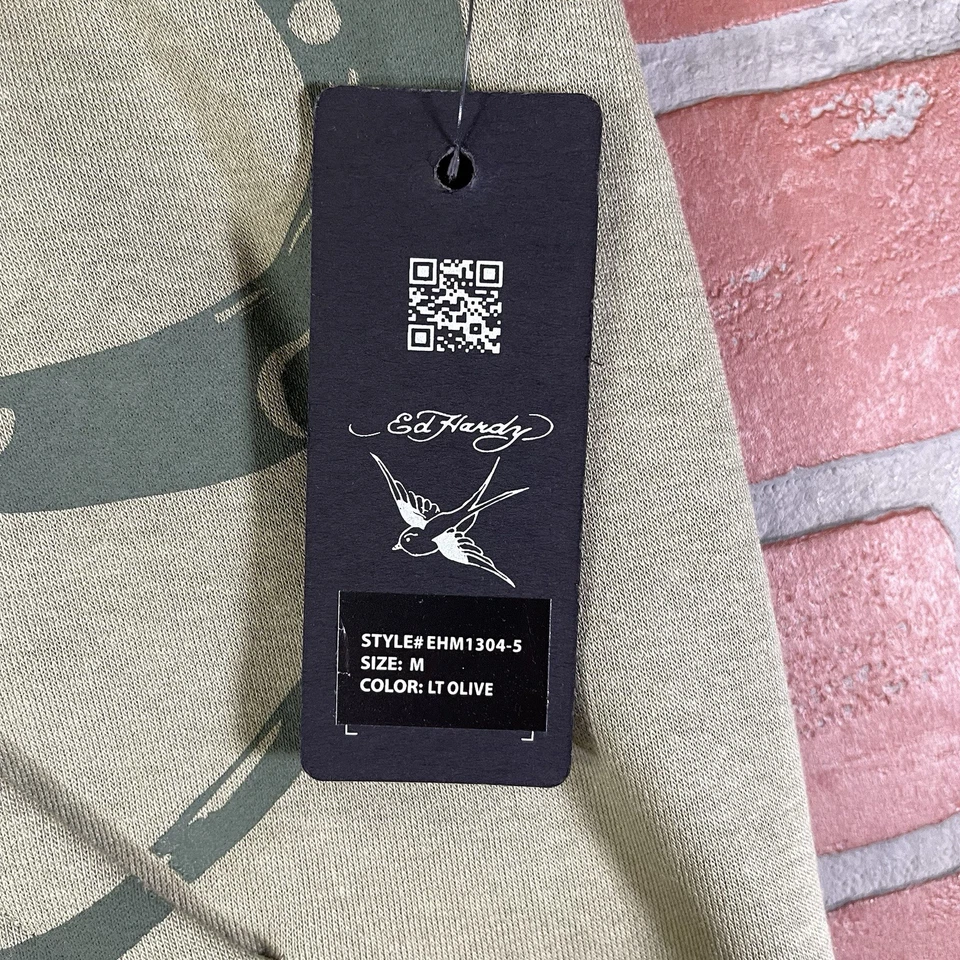 Ed Hardy
STYLE# EHM1304-5
SIZE: M
COLOR: LT OLIVE